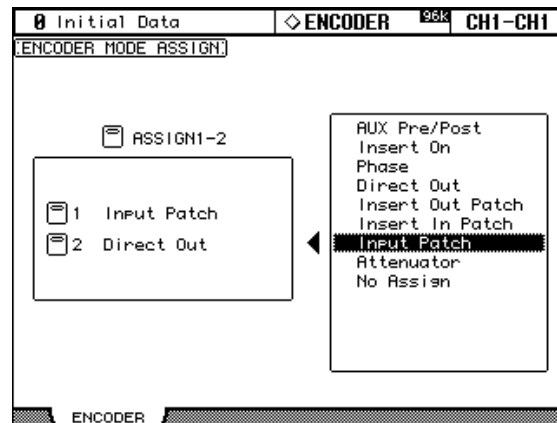 0 Initial Data ◇ENCODER 96k CH1-CH1
ENCODER MODE ASSIGN
ASSIGN1-2
1 Input Patch
2 Direct Out
AUX Pre/Post
Insert On
Phase
Direct Out
Insert Out Patch
Insert In Patch
Input Patch
Attenuator
No Assign
ENCODER